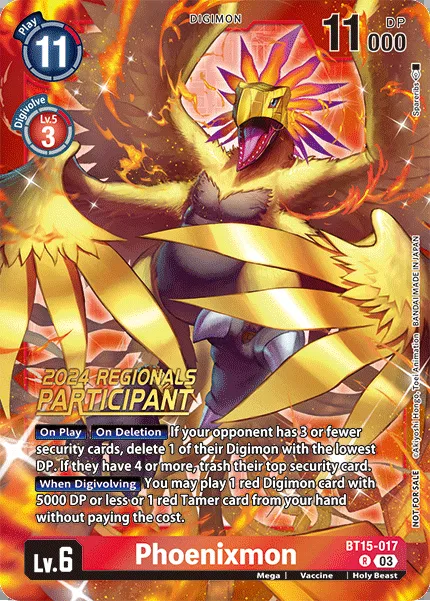 Play
DIGIMON
11
11000
DP
Digivolve
Lv.5
3
Spareribs
2024 REGIONALS
PARTICIPANT
On Play On Deletion If your opponent has 3 or fewer
security cards, delete 1 of their Digimon with the lowest
DP. If they have 4 or more, trash their top security card.
When Digivolving You may play 1 red Digimon card with
5000 DP or less or 1 red Tamer card from your hand
without paying the cost.
NOT FOR SALE ©Akiyoshi Hongo, Toei Animation BANDAI MADE IN JAPAN
Lv.6
Phoenixmon
BT15-017
R 03
Mega | Vaccine | Holy Beast